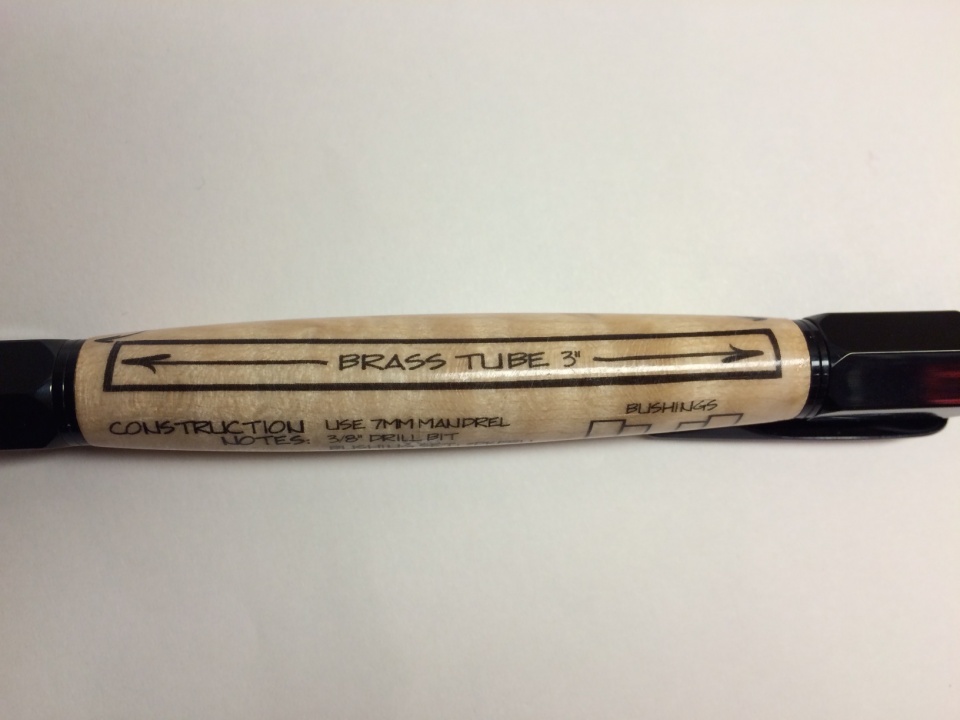 BRASS TUBE 3"
BUSHINGS
CONSTRUCTION NOTES:
USE 7MM MANDREL
3/8" DRILL BIT